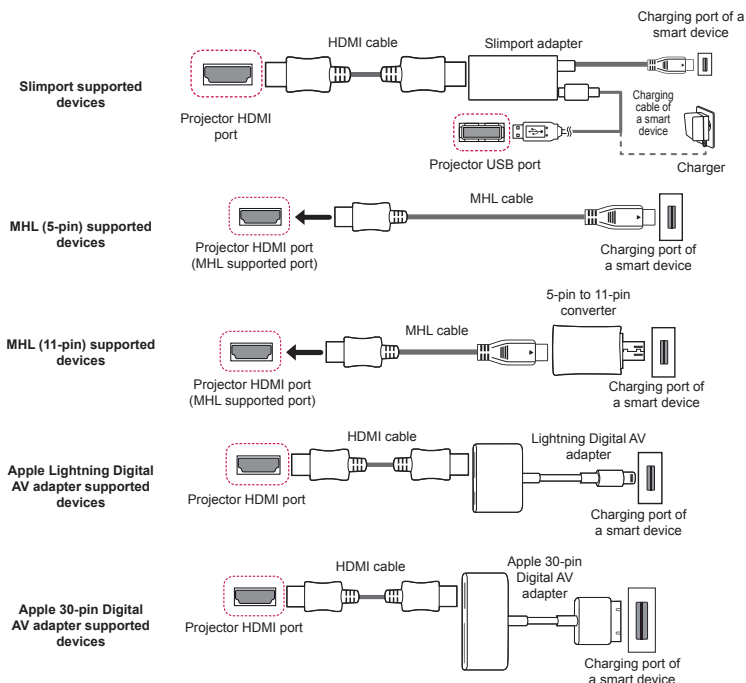 Slimport supported
devices
HDMI cable
Slimport adapter
Charging port of a
smart device
Projector HDMI
port
Charging
cable of
a smart
device
Projector USB port
Charger
MHL (5-pin) supported
devices
MHL cable
Projector HDMI port
(MHL supported port)
Charging port of
a smart device
MHL (11-pin) supported
devices
MHL cable
5-pin to 11-pin
converter
Projector HDMI port
(MHL supported port)
Charging port of
a smart device
Apple Lightning Digital
AV adapter supported
devices
HDMI cable
Lightning Digital AV
adapter
Projector HDMI port
Charging port of
a smart device
Apple 30-pin Digital
AV adapter supported
devices
HDMI cable
Apple 30-pin
Digital AV
adapter
Projector HDMI port
Charging port of
a smart device